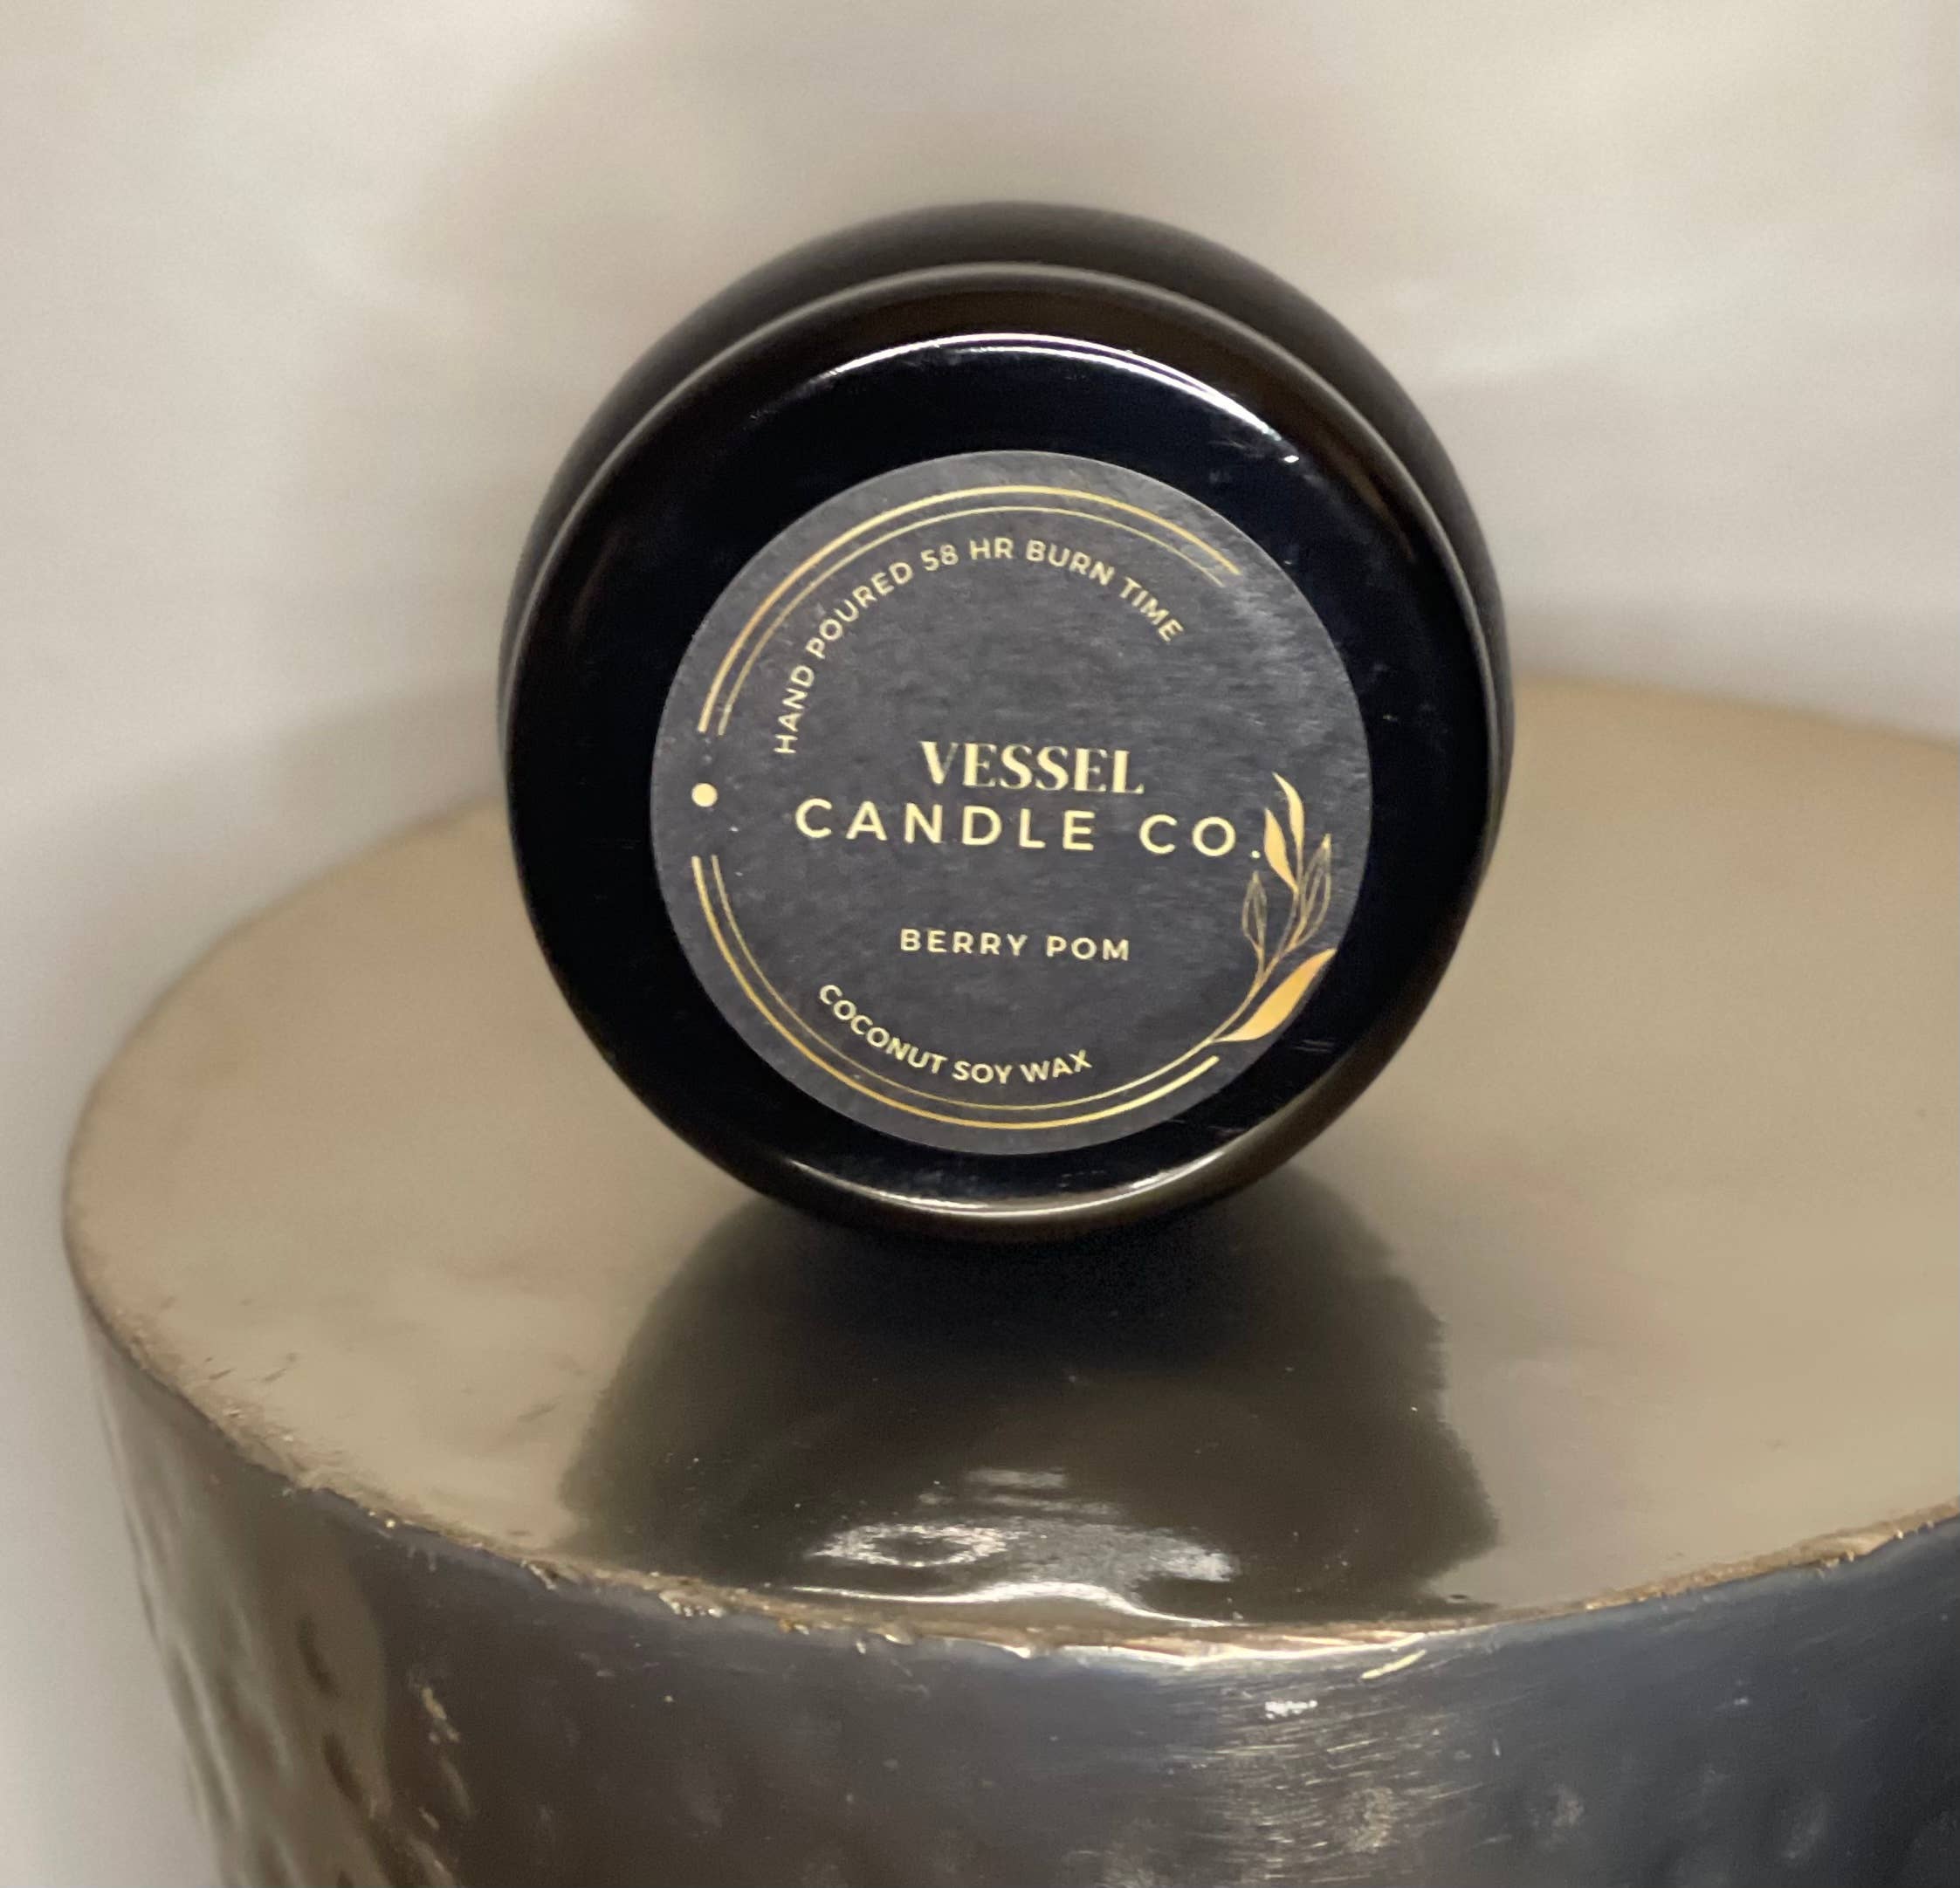 HAND POURED 58 HR BURN TIME
VESSEL
CANDLE CO.
BERRY POM
COCONUT SOY WAX